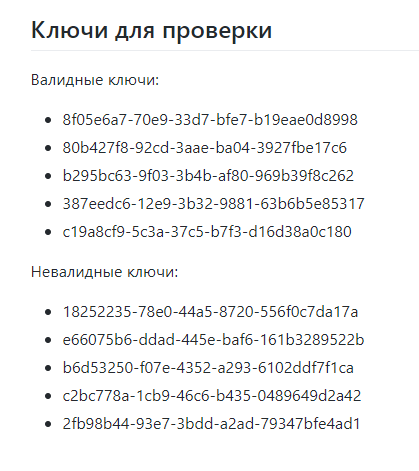 Ключи для проверки
Валидные ключи:
8f05e6a7-70e9-33d7-bfe7-b19eae0d8998
80b427f8-92cd-3aae-ba04-3927fbe17c6
b295bc63-9f03-3b4b-af80-969b39f8c262
387eedc6-12e9-3b32-9881-63b6b5e85317
c19a8cf9-5c3a-37c5-b7f3-d16d38a0c180
Невалидные ключи:
18252235-78e0-44a5-8720-556f0c7da17a
e66075b6-ddad-445e-baf6-161b3289522b
b6d53250-f07e-4352-a293-6102ddf7f1ca
c2bc778a-1cb9-46c6-b435-0489649d2a42
2fb98b44-93e7-3bdd-a2ad-79347bfe4ad1